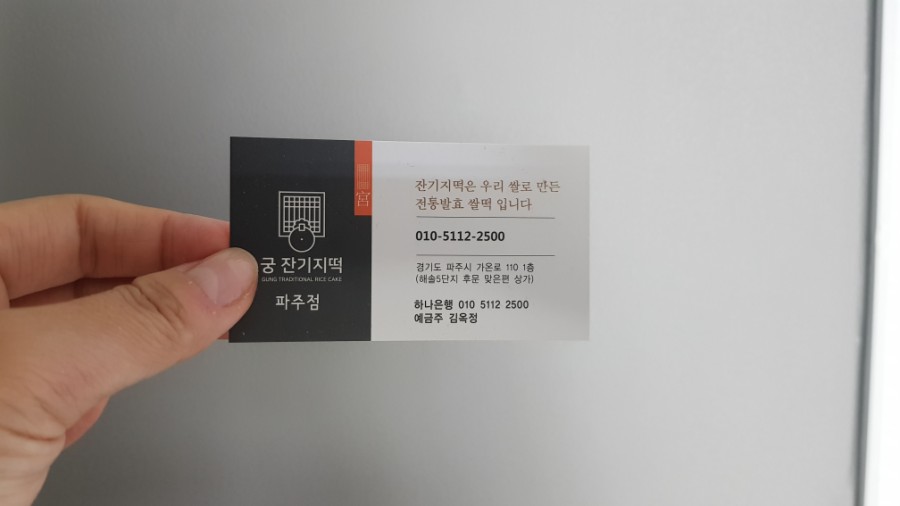 宮
궁 잔기지떡
GUNG TRADITIONAL RICE CAKE
파주점
잔기지떡은 우리 쌀로 만든
전통발효 쌀떡 입니다
010-5112-2500
경기도 파주시 가온로 110 1층
(해솔5단지 후문 맞은편 상가)
하나은행 010 5112 2500
예금주 김옥정